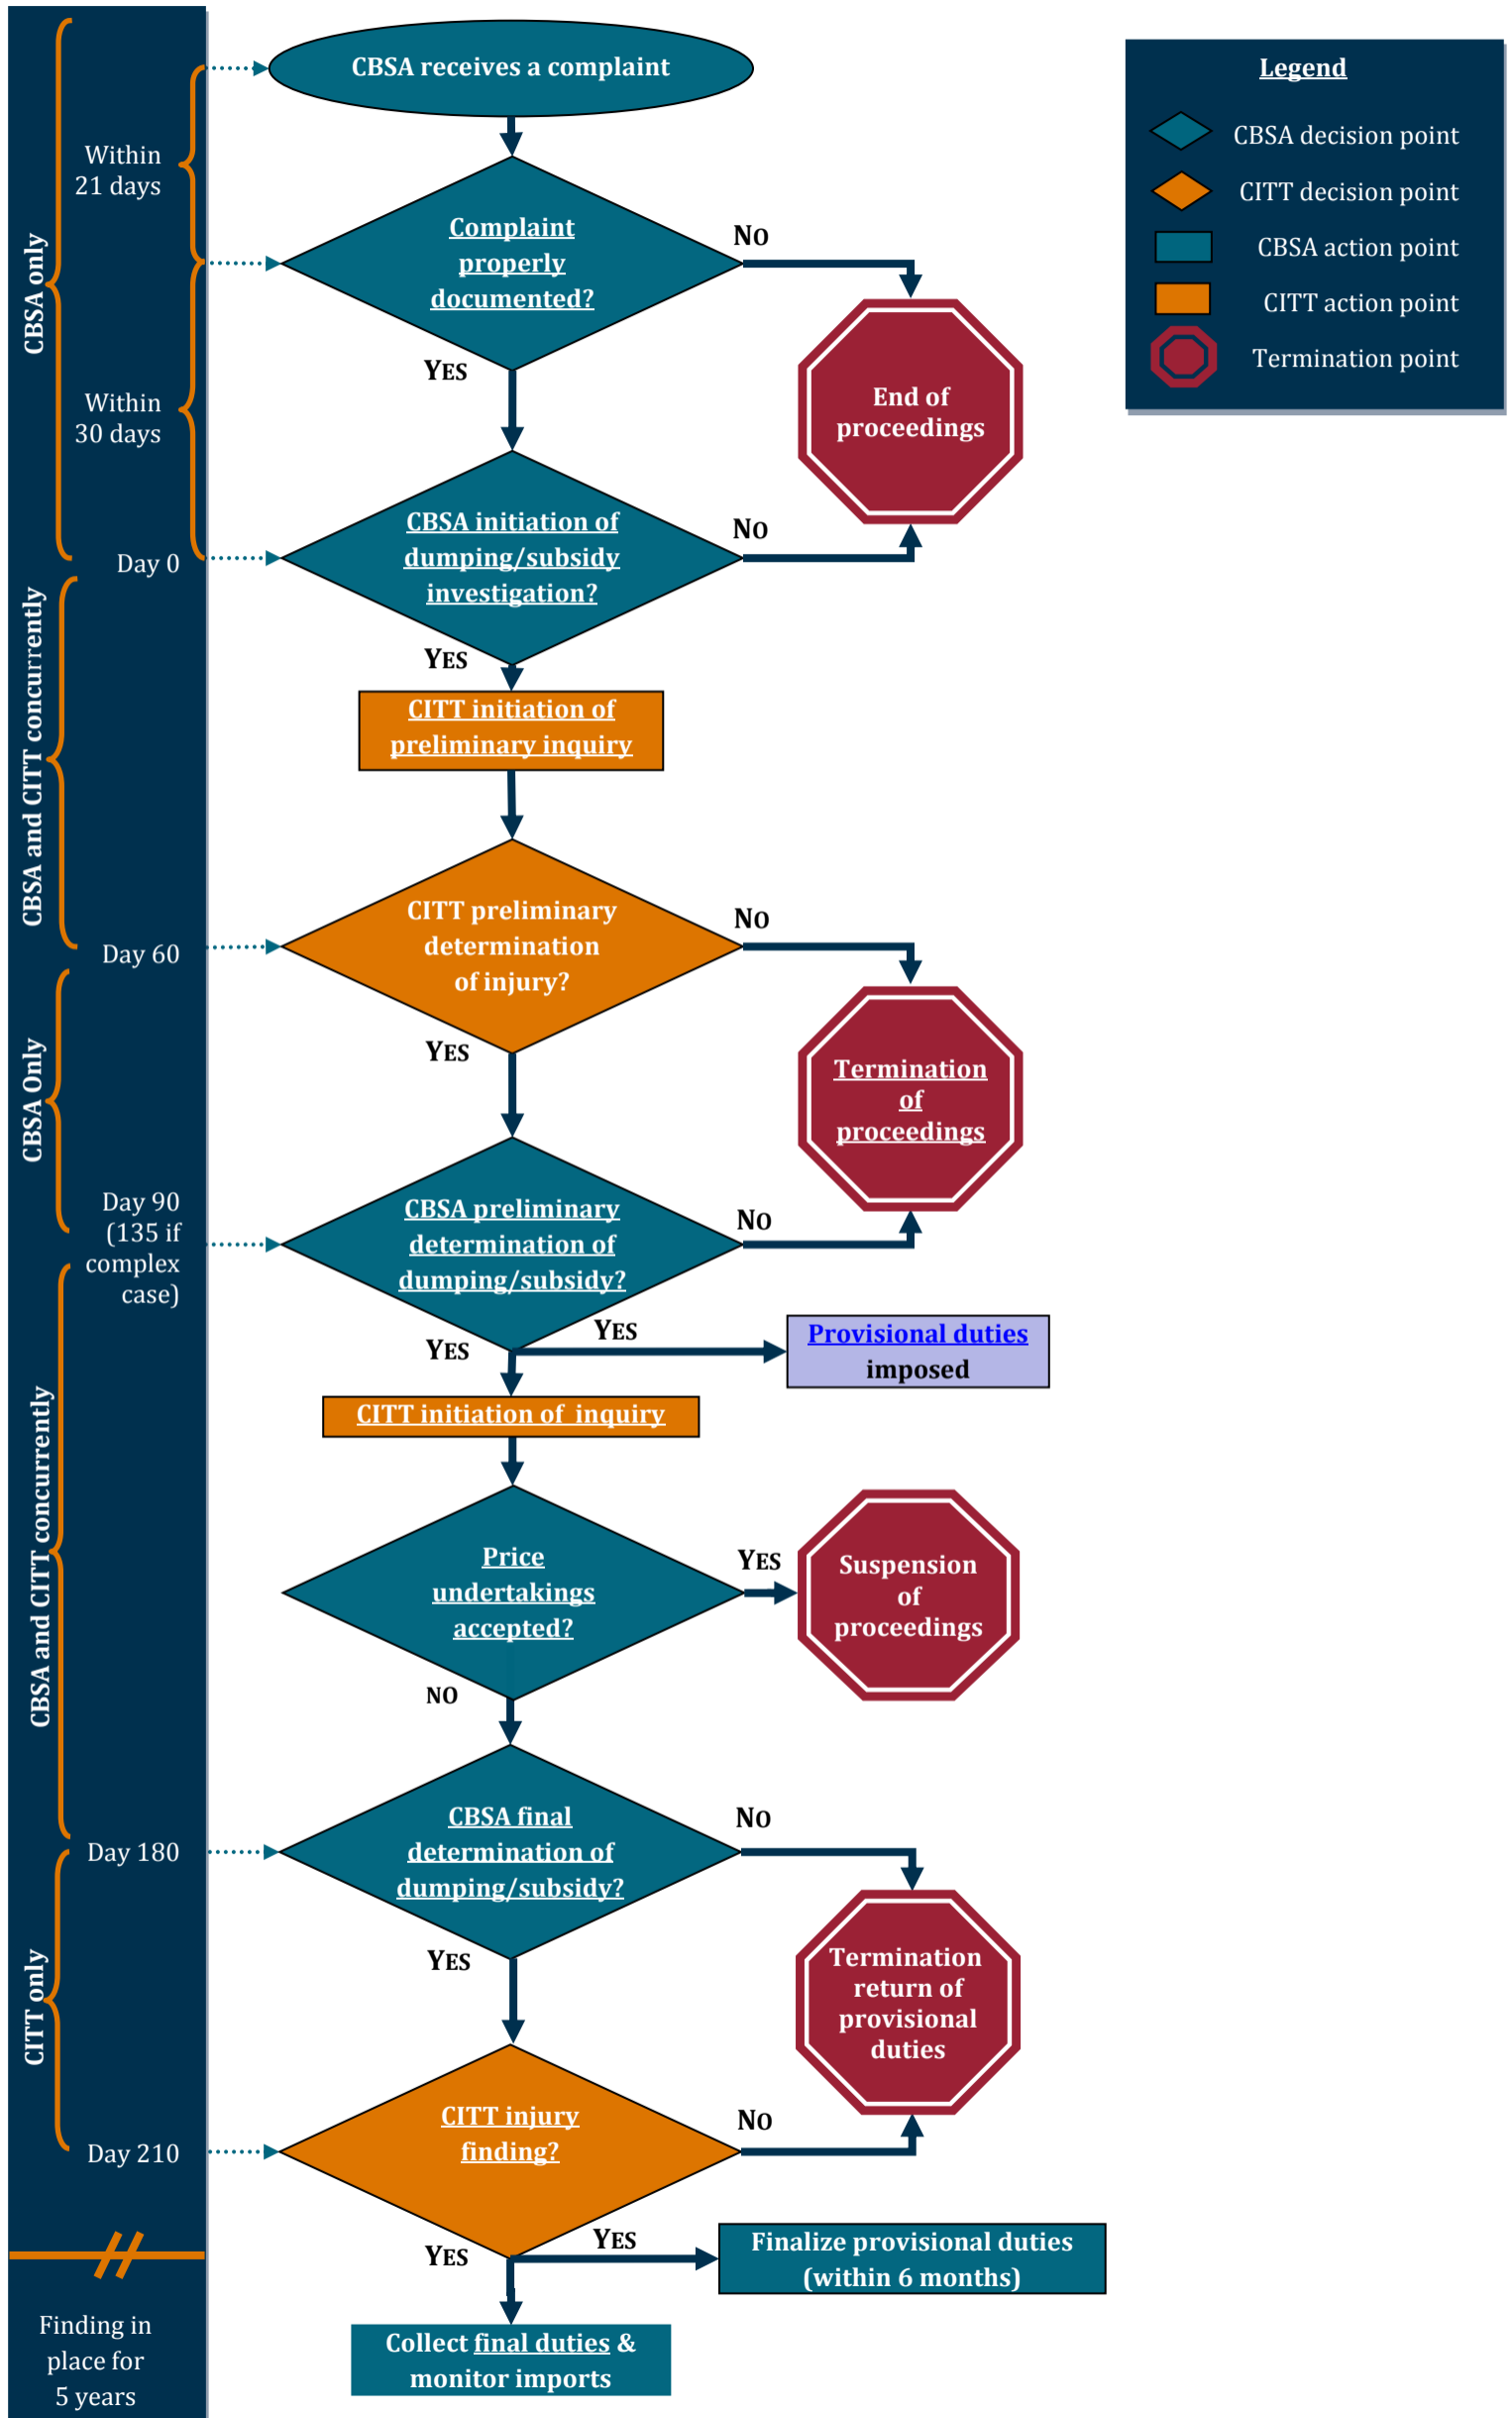 CBSA receives a complaint
Legend
CBSA decision point
CITT decision point
CBSA action point
CITT action point
Termination point
CBSA only
Within
21 days
Complaint
properly
documented?
NO
YES
End of
proceedings
Within
30 days
Day 0
CBSA initiation of
dumping/subsidy
investigation?
NO
YES
CBSA and CITT concurrently
CITT initiation of
preliminary inquiry
Day 60
CITT preliminary
determination
of injury?
NO
YES
Termination
of
proceedings
CBSA Only
Day 90
(135 if
complex
case)
CBSA preliminary
determination of
dumping/subsidy?
NO
YES
YES
Provisional duties
imposed
CITT initiation of  inquiry
CBSA and CITT concurrently
Price
undertakings
accepted?
YES
Suspension
of
proceedings
NO
Day 180
CBSA final
determination of
dumping/subsidy?
NO
YES
Termination
return of
provisional
duties
CITT only
Day 210
CITT injury
finding?
NO
YES
YES
Finalize provisional duties
(within 6 months)
Collect final duties &
monitor imports
Finding in
place for
5 years